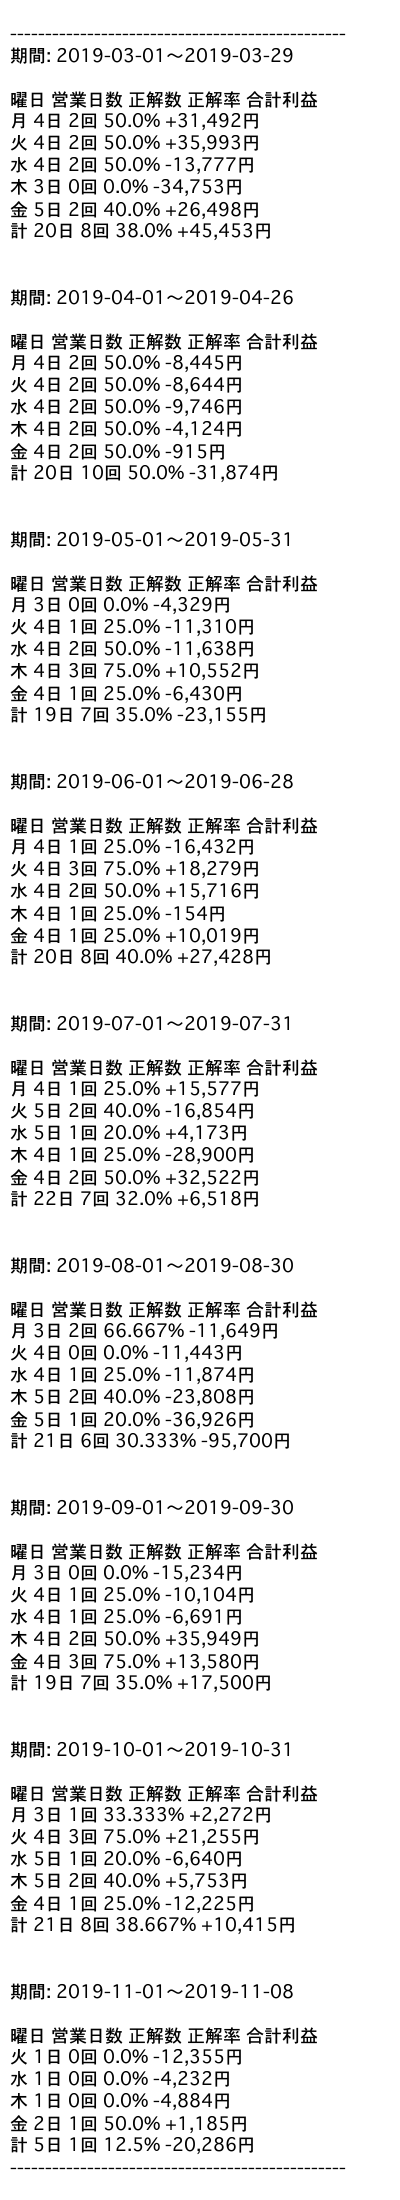 ------------------------------------------------
期間: 2019-03-01～2019-03-29
曜日 営業日数 正解数 正解率 合計利益
月 4日 2回 50.0% +31,492円
火 4日 2回 50.0% +35,993円
水 4日 2回 50.0% -13,777円
木 3日 0回 0.0% -34,753円
金 5日 2回 40.0% +26,498円
計 20日 8回 38.0% +45,453円
期間: 2019-04-01～2019-04-26
曜日 営業日数 正解数 正解率 合計利益
月 4日 2回 50.0% -8,445円
火 4日 2回 50.0% -8,644円
水 4日 2回 50.0% -9,746円
木 4日 2回 50.0% -4,124円
金 4日 2回 50.0% -915円
計 20日 10回 50.0% -31,874円
期間: 2019-05-01～2019-05-31
曜日 営業日数 正解数 正解率 合計利益
月 3日 0回 0.0% -4,329円
火 4日 1回 25.0% -11,310円
水 4日 2回 50.0% -11,638円
木 4日 3回 75.0% +10,552円
金 4日 1回 25.0% -6,430円
計 19日 7回 35.0% -23,155円
期間: 2019-06-01～2019-06-28
曜日 営業日数 正解数 正解率 合計利益
月 4日 1回 25.0% -16,432円
火 4日 3回 75.0% +18,279円
水 4日 2回 50.0% +15,716円
木 4日 1回 25.0% -154円
金 4日 1回 25.0% +10,019円
計 20日 8回 40.0% +27,428円
期間: 2019-07-01～2019-07-31
曜日 営業日数 正解数 正解率 合計利益
月 4日 1回 25.0% +15,577円
火 5日 2回 40.0% -16,854円
水 5日 1回 20.0% +4,173円
木 4日 1回 25.0% -28,900円
金 4日 2回 50.0% +32,522円
計 22日 7回 32.0% +6,518円
期間: 2019-08-01～2019-08-30
曜日 営業日数 正解数 正解率 合計利益
月 3日 2回 66.667% -11,649円
火 4日 0回 0.0% -11,443円
水 4日 1回 25.0% -11,874円
木 5日 2回 40.0% -23,808円
金 5日 1回 20.0% -36,926円
計 21日 6回 30.333% -95,700円
期間: 2019-09-01～2019-09-30
曜日 営業日数 正解数 正解率 合計利益
月 3日 0回 0.0% -15,234円
火 4日 1回 25.0% -10,104円
水 4日 1回 25.0% -6,691円
木 4日 2回 50.0% +35,949円
金 4日 3回 75.0% +13,580円
計 19日 7回 35.0% +17,500円
期間: 2019-10-01～2019-10-31
曜日 営業日数 正解数 正解率 合計利益
月 3日 1回 33.333% +2,272円
火 4日 3回 75.0% +21,255円
水 5日 1回 20.0% -6,640円
木 5日 2回 40.0% +5,753円
金 4日 1回 25.0% -12,225円
計 21日 8回 38.667% +10,415円
期間: 2019-11-01～2019-11-08
曜日 営業日数 正解数 正解率 合計利益
火 1日 0回 0.0% -12,355円
水 1日 0回 0.0% -4,232円
木 1日 0回 0.0% -4,884円
金 2日 1回 50.0% +1,185円
計 5日 1回 12.5% -20,286円
------------------------------------------------